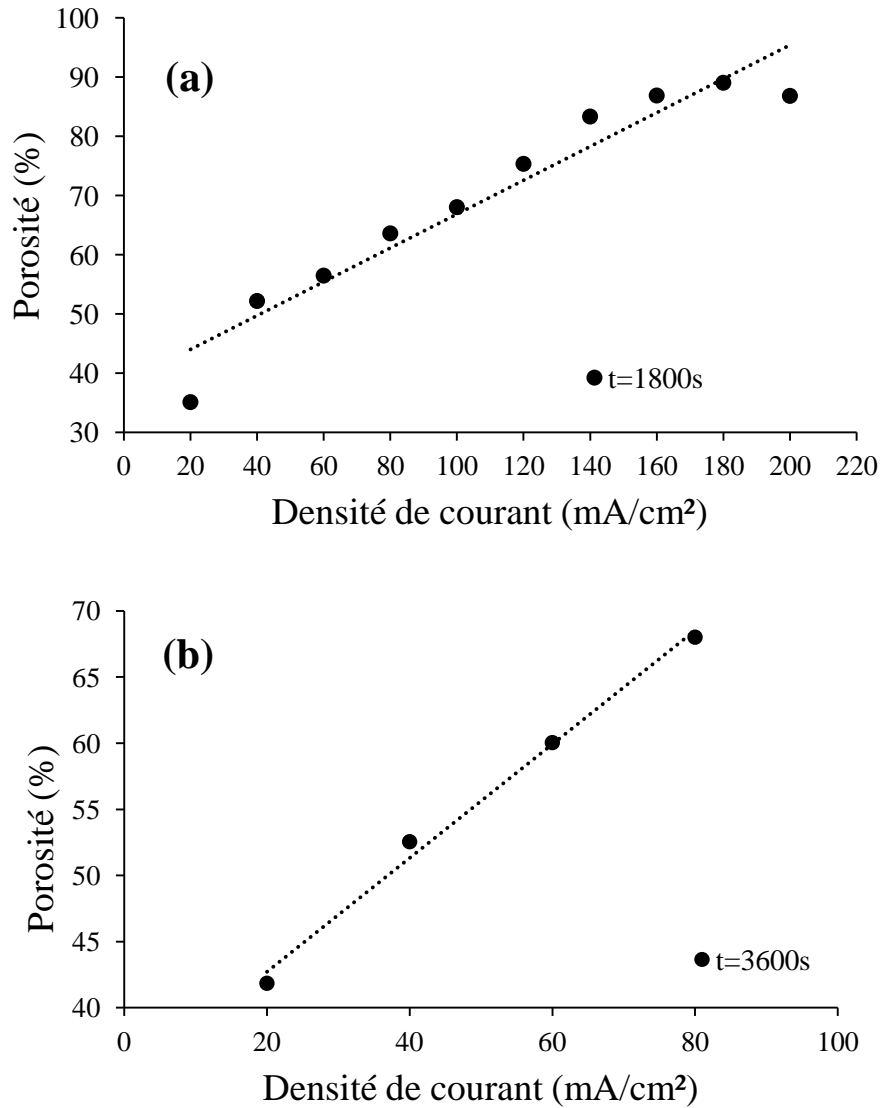 100
90
80
70
60
50
40
30
Porosité (%)
(a)
t=1800s
0 20 40 60 80 100 120 140 160 180 200 220
Densité de courant (mA/cm²)
70
65
60
55
50
45
40
Porosité (%)
(b)
t=3600s
0 20 40 60 80 100
Densité de courant (mA/cm²)